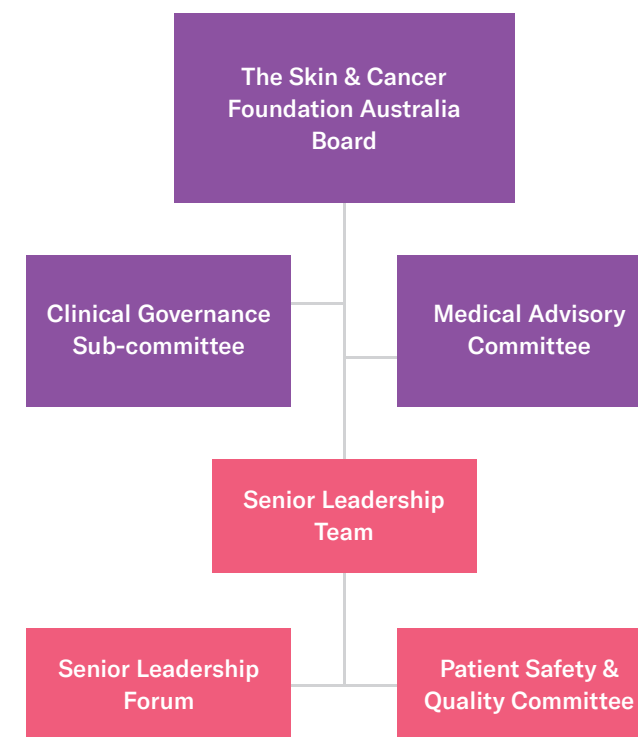 The Skin & Cancer
Foundation Australia
Board
Clinical Governance
Sub-committee
Medical Advisory
Committee
Senior Leadership
Team
Senior Leadership
Forum
Patient Safety &
Quality Committee